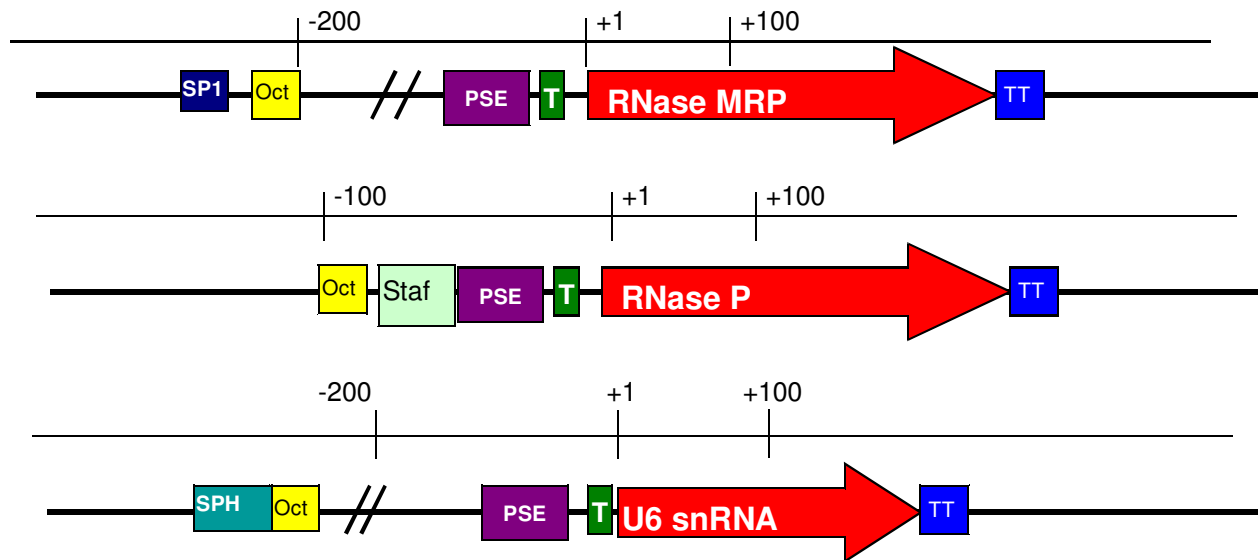 -200 +1 +100
SP1 Oct PSE T RNase MRP TT
-100 +1 +100
Oct Staf PSE T RNase P TT
-200 +1 +100
SPH Oct PSE T U6 snRNA TT